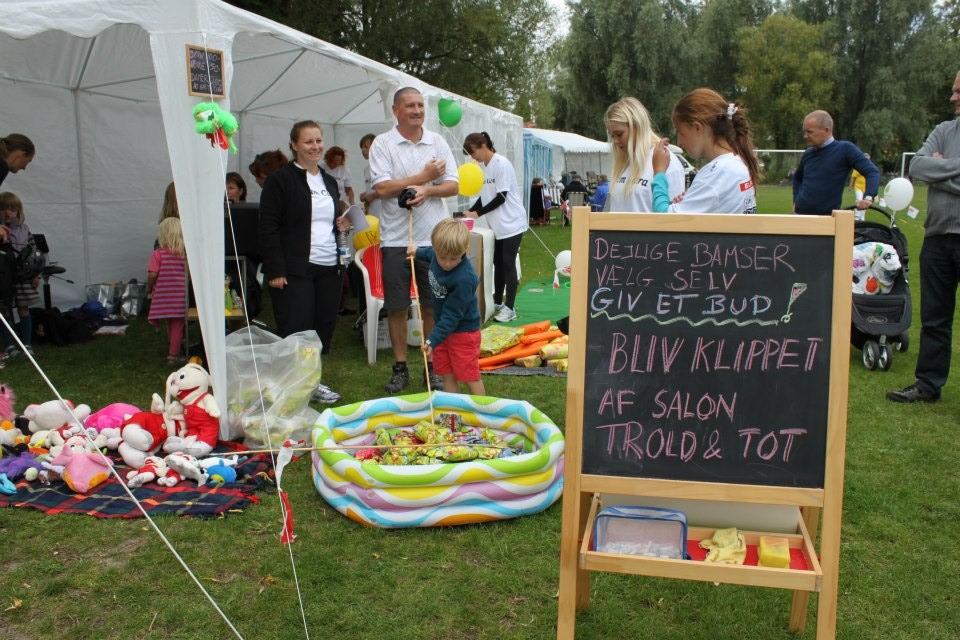 DEJLIGE BAMSER
VÆLG SELV
GIV ET BUD
BLIV KLIPPET
AF SALON
TROLD & TOT